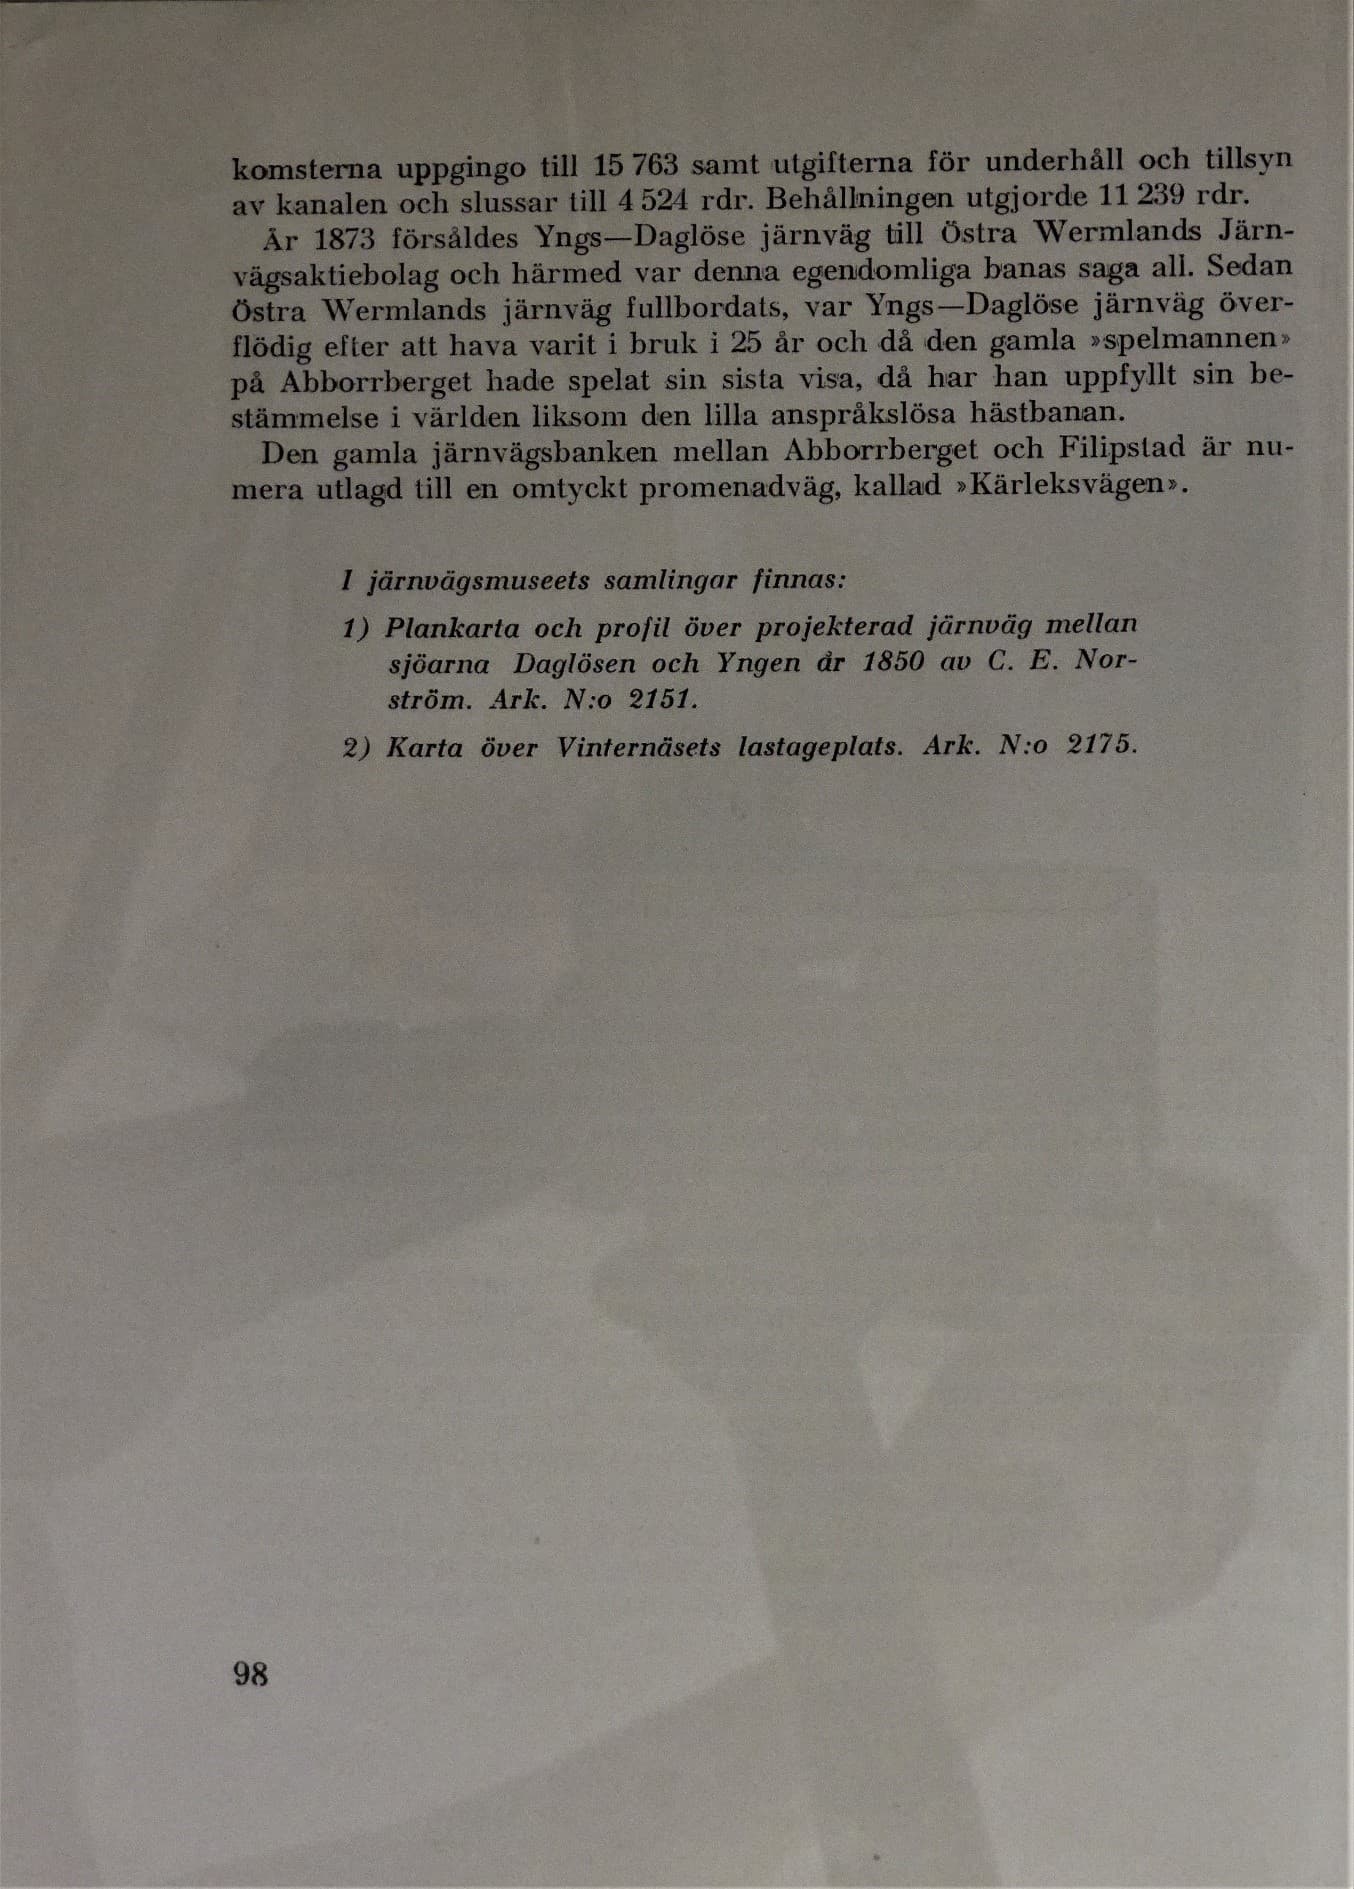 komsterna uppgingo till 15 763 samt utgifterna för underhåll och tillsyn
av kanalen och slussar till 4 524 rdr. Behållningen utgjorde 11 239 rdr.
År 1873 försåldes Yngs—Daglöse järnväg till Östra Wermlands Järn-
vägsaktiebolag och härmed var denna egendomliga banas saga all. Sedan
Östra Wermlands järnväg fullbordats, var Yngs—Daglöse järnväg över-
flödig efter att hava varit i bruk i 25 år och då den gamla »spelmannen»
på Abborrberget hade spelat sin sista visa, då har han uppfyllt sin be-
stämmelse i världen liksom den lilla anspråkslösa hästbanan.
Den gamla järnvägsbanken mellan Abborrberget och Filipstad är nu-
mera utlagd till en omtyckt promenadväg, kallad »Kärleksvägen».
I järnvägsmuseets samlingar finnas:
1) Plankarta och profil över projekterad järnväg mellan
sjöarna Daglösen och Yngen år 1850 av C. E. Nor-
ström. Ark. N:o 2151.
2) Karta över Vinternäsets lastageplats. Ark. N:o 2175.
98